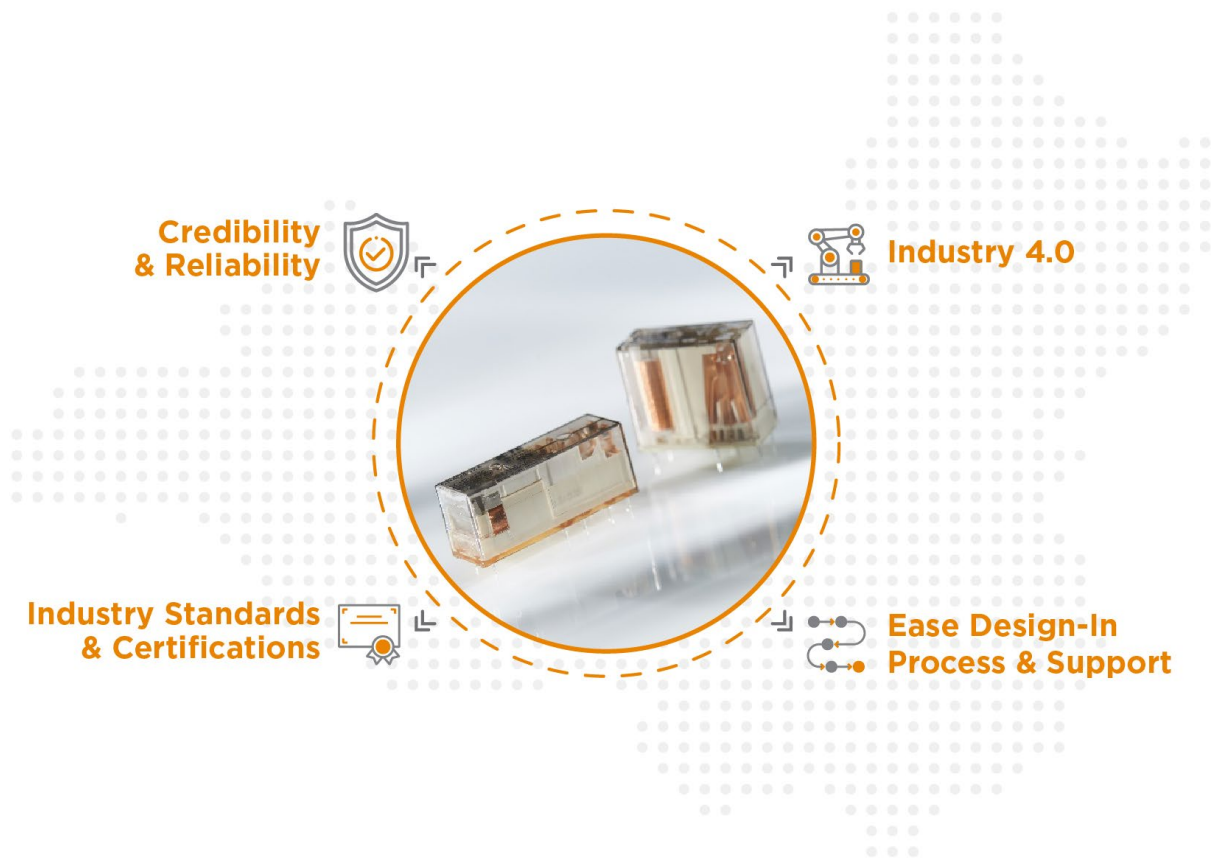 Credibility
& Reliability
Industry 4.0
Industry Standards
& Certifications
Ease Design-In
Process & Support